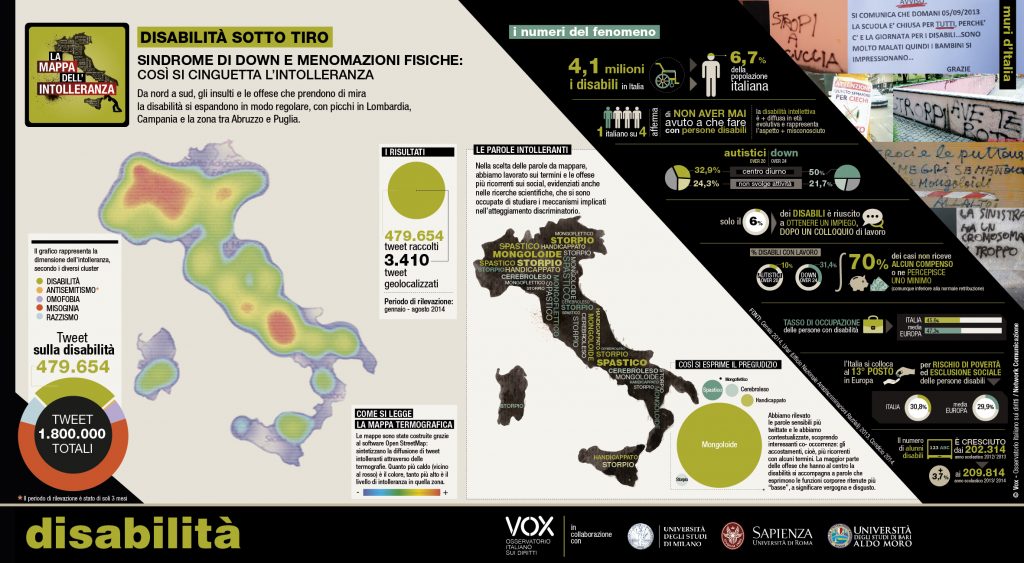 LA
MAPPA
DELL'
INTOLLERANZA
DISABILITÀ SOTTO TIRO
SINDROME DI DOWN E MENOMAZIONI FISICHE:
COSÌ SI CINGUETTA L'INTOLLERANZA
Da nord a sud, gli insulti e le offese che prendono di mira
la disabilità si espandono in modo regolare, con picchi in Lombardia,
Campania e la zona tra Abruzzo e Puglia.
Il grafico rappresenta la
dimensione dell'intolleranza,
secondo i diversi cluster
DISABILITÀ
ANTISEMITISMO*
OMOFOBIA
MISOGINIA
RAZZISMO
Tweet
sulla disabilità
479.654
TWEET
1.800.000
TOTALI
* Il periodo di rilevazione è stato di soli 3 mesi
I RISULTATI
479.654
tweet raccolti
3.410
tweet
geolocalizzati
Periodo di rilevazione:
gennaio - agosto 2014
COME SI LEGGE
LA MAPPA TERMOGRAFICA
Le mappe sono state costruite grazie
al software Open StreetMap:
sintetizzano la diffusione di tweet
intolleranti attraverso delle
termografie. Quanto più caldo (vicino
al rosso) è il colore, tanto più alto è il
livello di intolleranza in quella zona.
- +
LE PAROLE INTOLLERANTI
Nella scelta delle parole da mappare,
abbiamo lavorato sui termini e le offese
più ricorrenti sui social, evidenziati anche
nelle ricerche scientifiche, che si sono
occupate di studiare i meccanismi implicati
nell'atteggiamento discriminatorio.
MONGOFLETTICO
STORPIO
SPASTICO
HANDICAPPATO
MONGOLOIDE
SPASTICO STORPIO
STORPIO HANDICAPPATO
CEREBROLESO
MONGOFLETTICO
SPASTICO
STORPIO
HANDICAPPATO
MONGOLOIDE
STORPIO
SPASTICO
CEREBROLESO
MONGOLOIDE
HANDICAPPATO
STORPIO
STORPIO
MONGOLOIDE
STORPIO
HANDICAPPATO
STORPIO
COSÌ SI ESPRIME IL PREGIUDIZIO
Mongoflettico
Spastico
Cerebroleso
Handicappato
Mongoloide
Storpio
Abbiamo rilevato
le parole sensibili più
twittate e le abbiamo
contestualizzate, scoprendo
interessanti co- occorrenze: gli
accostamenti, cioè, più ricorrenti
con alcuni termini. La maggior parte
delle offese che hanno al centro la
disabilità si accompagna a parole che
esprimono le funzioni corporee ritenute più
"basse", a significare vergogna e disgusto.
i numeri del fenomeno
4,1 milioni
i disabili in Italia
6,7%
della
popolazione
italiana
1 italiano su 4
afferma
di NON AVER MAI
avuto a che fare
con persone disabili
la disabilità intellettiva
è + diffusa in età
evolutiva e rappresenta
l'aspetto + misconosciuto
autistici down
OVER 20 OVER 24
32,9% centro diurno 50%
24,3% non svolge attività 21,7%
solo il 6%
dei DISABILI è riuscito
a OTTENERE UN IMPIEGO,
DOPO UN COLLOQUIO di lavoro
% DISABILI CON LAVORO
10%
AUTISTICI
OVER 20
31,4%
DOWN
OVER 24
70%
dei casi non riceve
ALCUN COMPENSO
o ne PERCEPISCE
UNO MINIMO
(comunque inferiore alla normale retribuzione)
TASSO DI OCCUPAZIONE
delle persone con disabilità
ITALIA
media
EUROPA
l'Italia si colloca
al 13° POSTO
in Europa
per RISCHIO DI POVERTÀ
ed ESCLUSIONE SOCIALE
delle persone disabili
ITALIA 30,8%
media
EUROPA 29,9%
Il numero
di alunni
disabili
123 ABC
È CRESCIUTO
dai 202.314
anno scolastico 2012/ 2013
+
3,7%
ai 209.814
anno scolastico 2013/ 2014
muri d'italia
STROPI
A
CUCCIA
AVVISO
SI COMUNICA CHE DOMANI 05/09/2013
LA SCUOLA E' CHIUSA PER TUTTI, PERCHE'
C'E LA GIORNATA PER I DISABILI...SONO
MOLTO MALATI QUINDI I BAMBINI SI
IMPRESSIONANO...
GRAZIE
PER CIECHI
LA SINISTRA
HA UN
CROMOSOMA
TROPPO
© Vox - Osservatorio italiano sui diritti / Network Comunicazione
disabilità
VOX
OSSERVATORIO
ITALIANO
SUI DIRITTI
in
collaborazione
con
UNIVERSITÀ
DEGLI STUDI
DI MILANO
SAPIENZA
UNIVERSITÀ DI ROMA
UNIVERSITÀ
DEGLI STUDI DI BARI
ALDO MORO